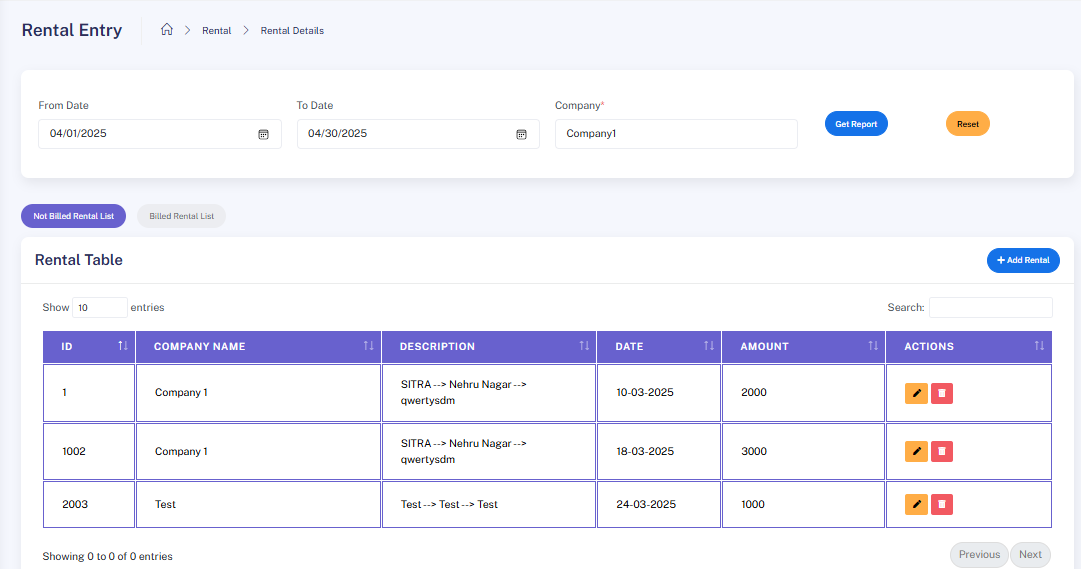 Rental Entry
Rental
Rental Details
From Date
To Date
Company*
04/01/2025
04/30/2025
Company1
Get Report
Reset
Not Billed Rental List
Billed Rental List
Rental Table
+ Add Rental
Show 10 entries
Search:
ID COMPANY NAME DESCRIPTION DATE AMOUNT ACTIONS
1 Company 1 SITRA --> Nehru Nagar --> 10-03-2025 2000
qwertysdm
1002 Company 1 SITRA --> Nehru Nagar --> 18-03-2025 3000
qwertysdm
2003 Test Test --> Test --> Test 24-03-2025 1000
Showing 0 to 0 of 0 entries
Previous Next